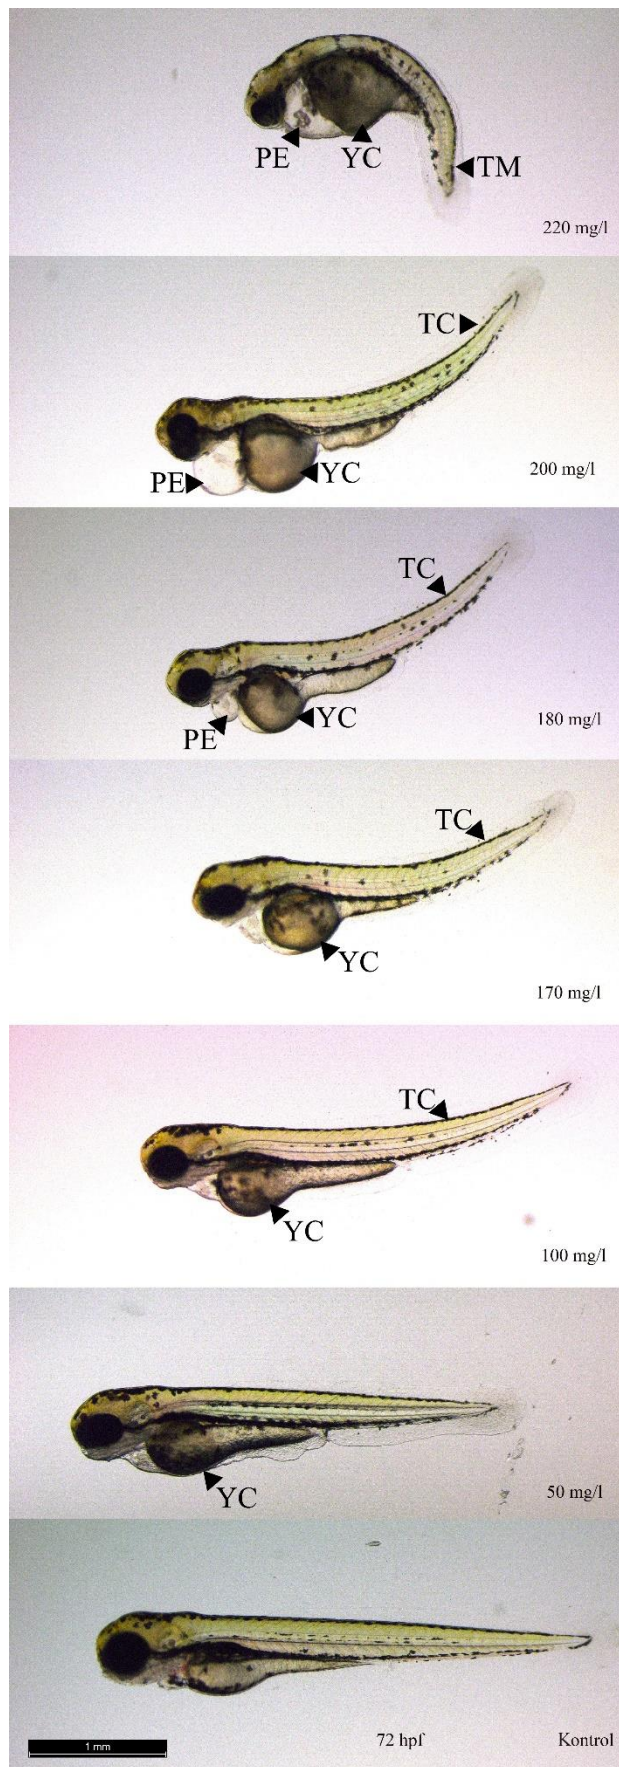 PE YC TM
220 mg/l
TC
PE YC
200 mg/l
TC
PE YC
180 mg/l
TC
YC
170 mg/l
TC
YC
100 mg/l
YC
50 mg/l
72 hpf Kontrol
1 mm